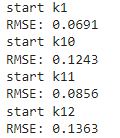 start k1
RMSE: 0.0691
start k10
RMSE: 0.1243
start k11
RMSE: 0.0856
start k12
RMSE: 0.1363